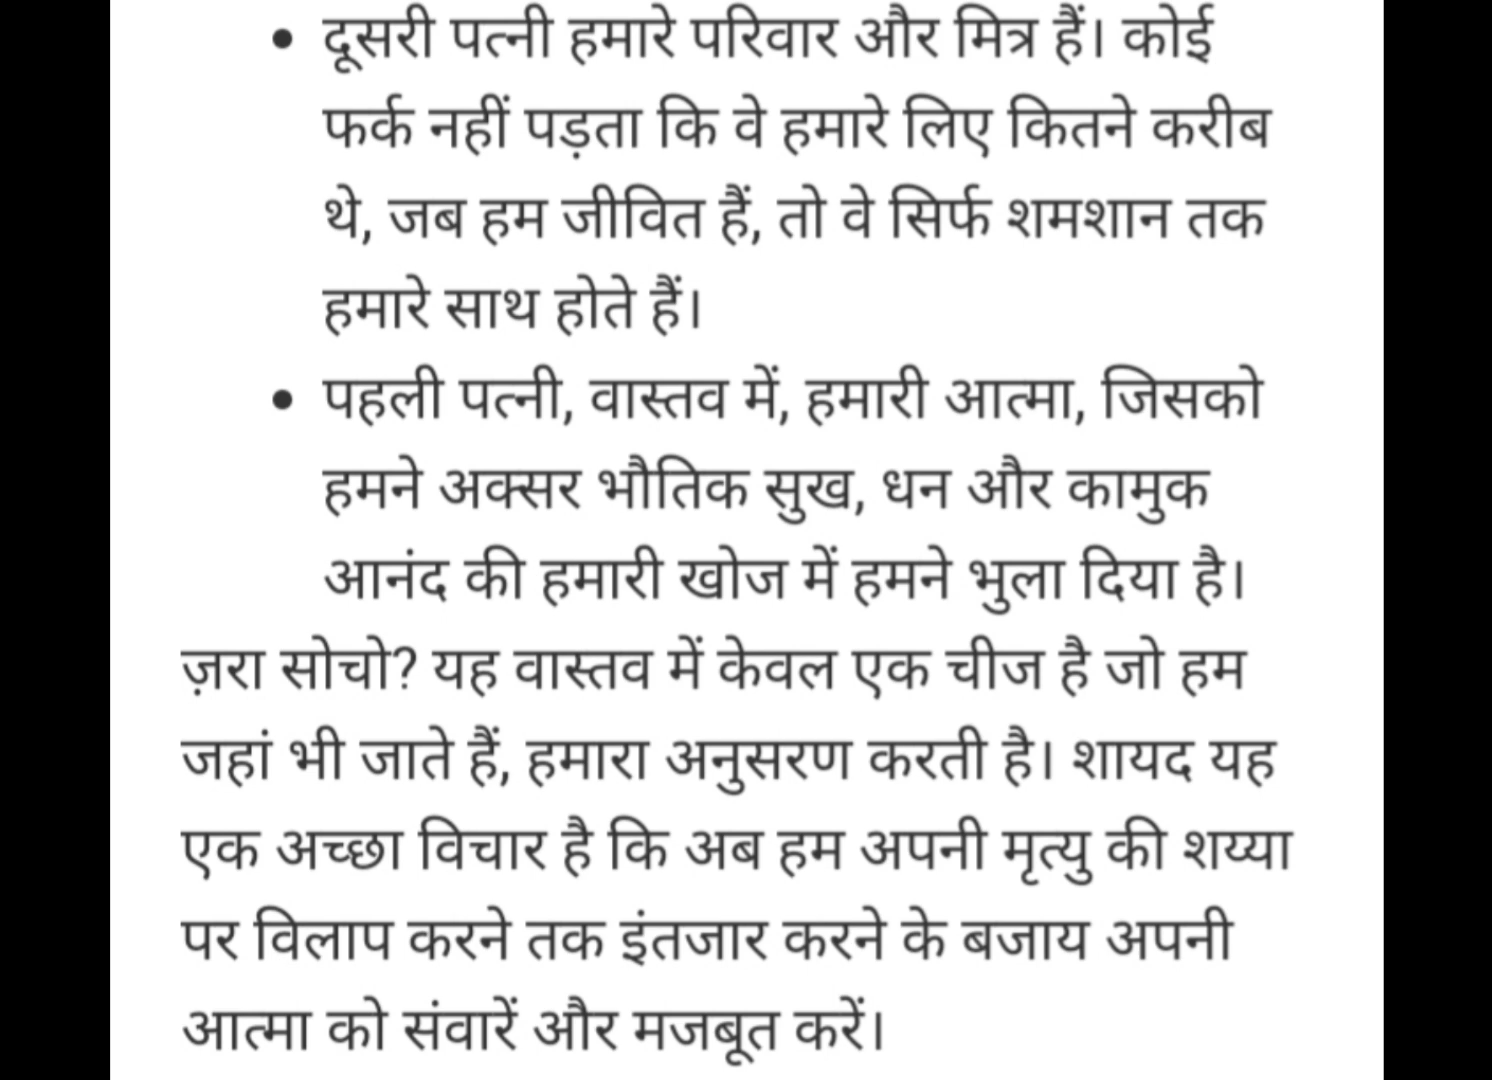 • दूसरी पत्नी हमारे परिवार और मित्र हैं। कोई
फर्क नहीं पड़ता कि वे हमारे लिए कितने करीब
थे, जब हम जीवित हैं, तो वे सिर्फ शमशान तक
हमारे साथ होते हैं।
• पहली पत्नी, वास्तव में, हमारी आत्मा, जिसको
हमने अक्सर भौतिक सुख, धन और कामुक
आनंद की हमारी खोज में हमने भुला दिया है।
ज़रा सोचो? यह वास्तव में केवल एक चीज है जो हम
जहां भी जाते हैं, हमारा अनुसरण करती है। शायद यह
एक अच्छा विचार है कि अब हम अपनी मृत्यु की शय्या
पर विलाप करने तक इंतजार करने के बजाय अपनी
आत्मा को संवारें और मजबूत करें।